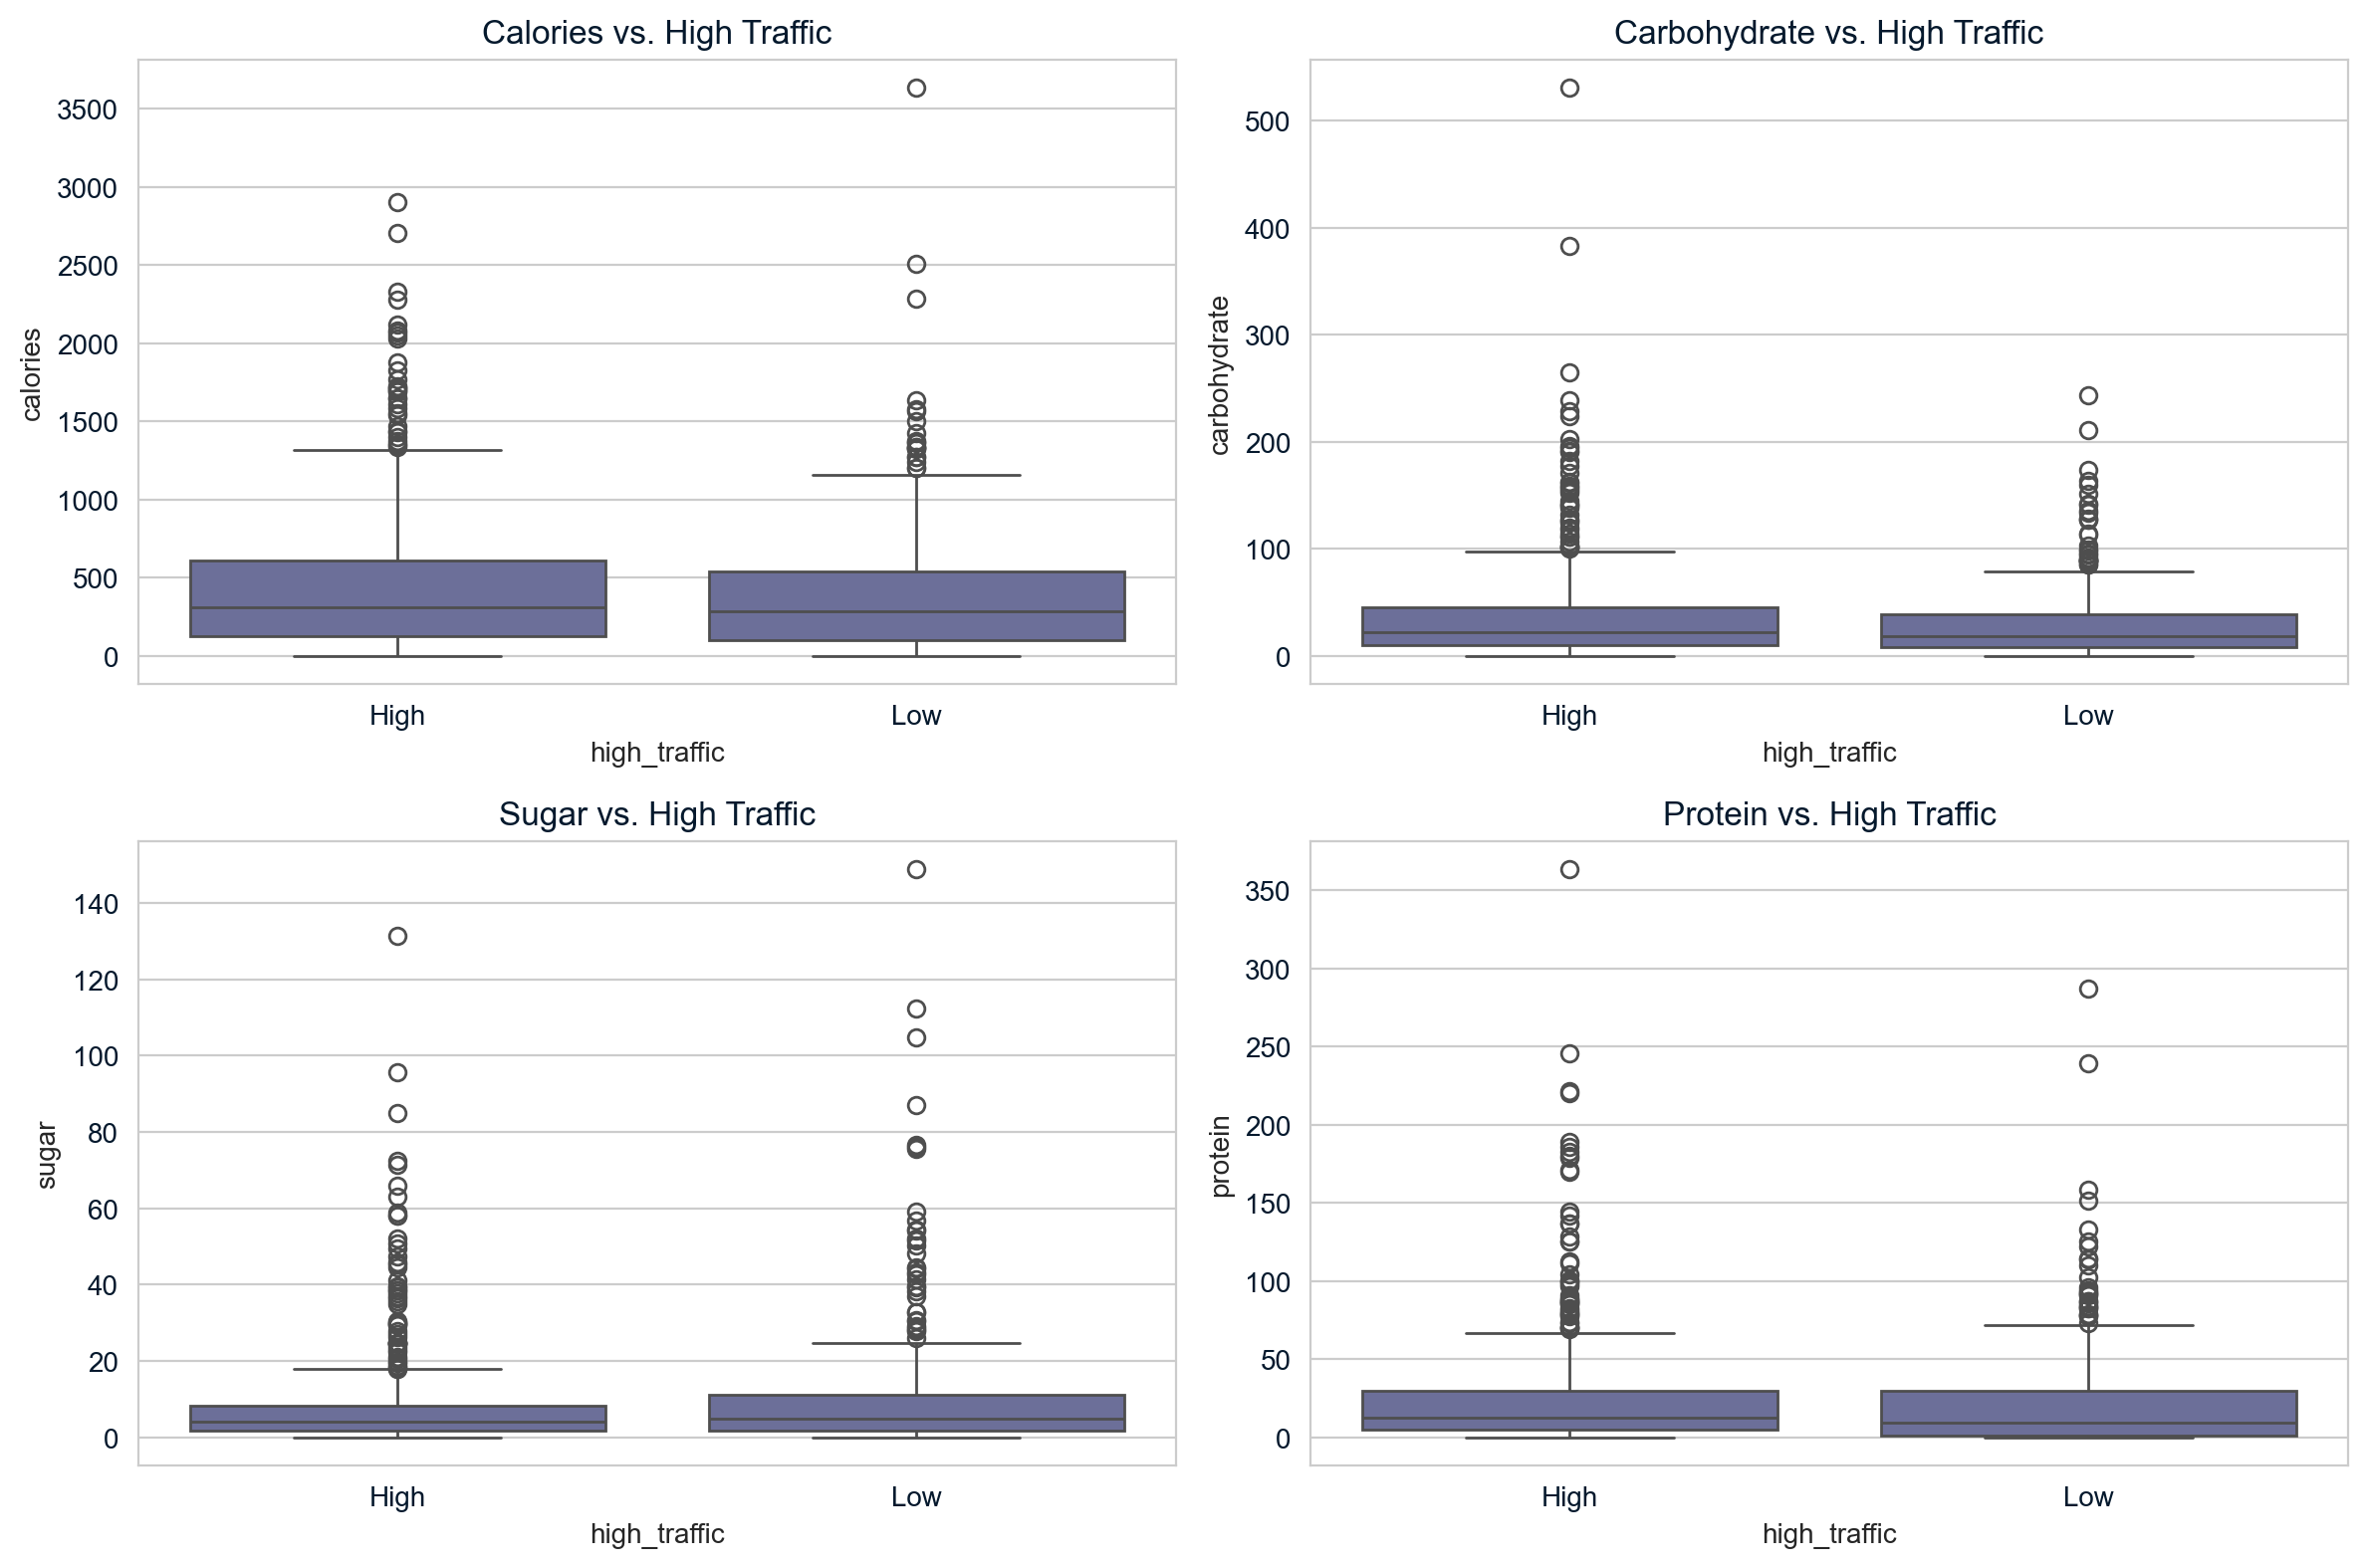 Calories vs. High Traffic
3500
3000
2500
2000
1500
1000
500
0
calories
High Low
high_traffic
Carbohydrate vs. High Traffic
500
400
300
200
100
0
carbohydrate
High Low
high_traffic
Sugar vs. High Traffic
140
120
100
80
60
40
20
0
sugar
High Low
high_traffic
Protein vs. High Traffic
350
300
250
200
150
100
50
0
protein
High Low
high_traffic